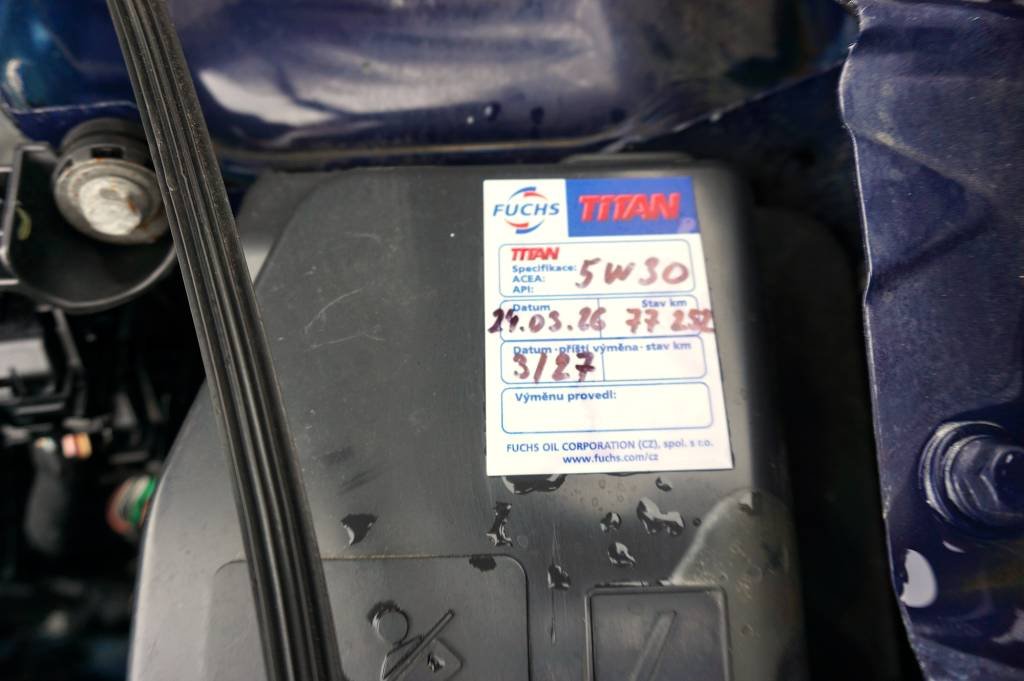 FUCHS TITAN
TITAN
Specifikace: 5W30
ACEA:
API:
Datum Stav km
24.03.26 77 252
Datum · příští výměna · stav km
3/27
Výměnu provedl:
FUCHS OIL CORPORATION (CZ), spol. s r.o.
www.fuchs.com/cz